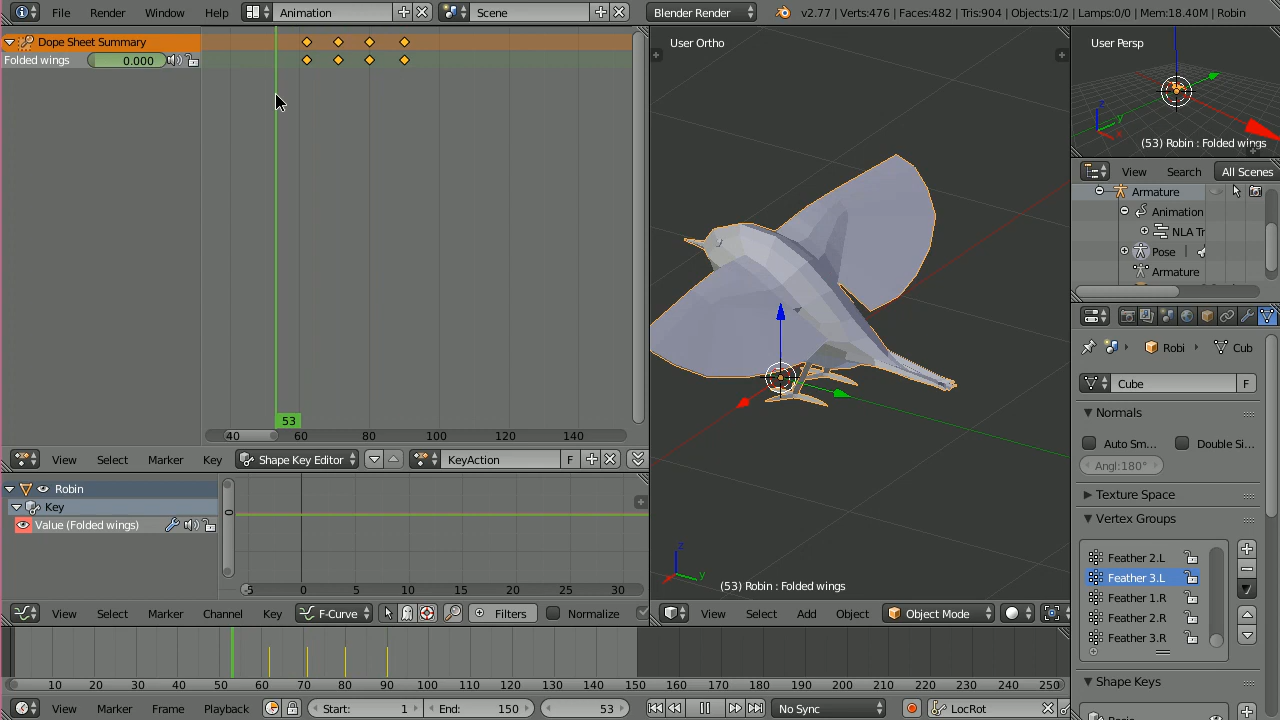 File Render Window Help Animation Scene Blender Render v2.77 | Verts:476 | Faces:482 | Tris:904 | Objects:1/2 | Lamps:0/0 | Mem:18.40M | Robin
Dope Sheet Summary
Folded wings 0.000
User Ortho
User Persp
(53) Robin : Folded wings
View Search All Scenes
Armature
Animation
NLA Tr
Pose
Armature
53
40 60 80 100 120 140
View Select Marker Key Shape Key Editor KeyAction F
Robin
Key
Value (Folded wings)
0
-5 0 5 10 15 20 25 30
View Select Marker Channel Key F-Curve Filters Normalize
z
y
(53) Robin : Folded wings
View Select Add Object Object Mode
Robi Cub
Cube F
Normals
Auto Sm... Double Si...
Angl:180°
Texture Space
Vertex Groups
Feather 2.L
Feather 3.L
Feather 1.R
Feather 2.R
Feather 3.R
Shape Keys
10 20 30 40 50 60 70 80 90 100 110 120 130 140 150 160 170 180 190 200 210 220 230 240 250
View Marker Frame Playback Start: 1 End: 150 53 No Sync LocRot